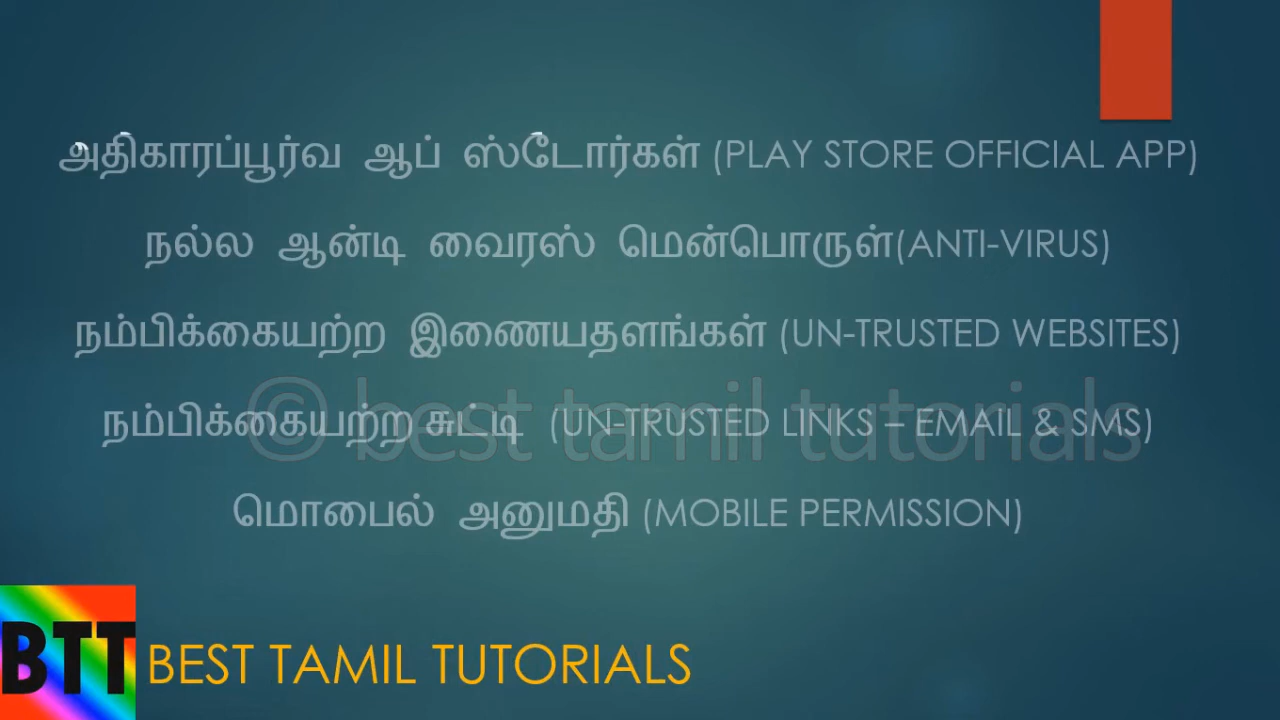 அதிகாரப்பூர்வ ஆப் ஸ்டோர்கள் (PLAY STORE OFFICIAL APP)
நல்ல ஆன்டி வைரஸ் மென்பொருள்(ANTI-VIRUS)
நம்பிக்கையற்ற இணையதளங்கள் (UN-TRUSTED WEBSITES)
நம்பிக்கையற்ற சுட்டி (UN-TRUSTED LINKS – EMAIL & SMS)
© best tamil tutorials
மொபைல் அனுமதி (MOBILE PERMISSION)
BTT BEST TAMIL TUTORIALS